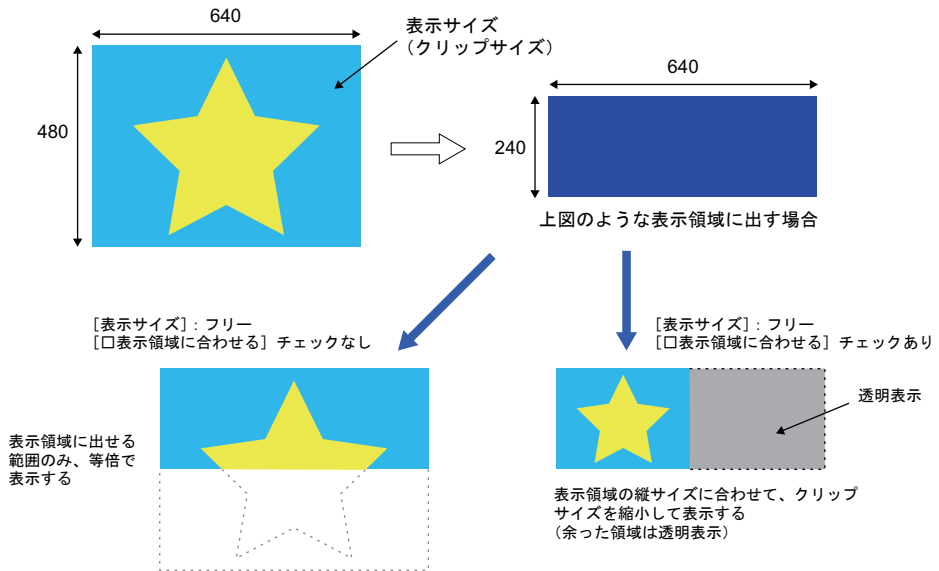 640
表示サイズ
（クリップサイズ）
480
640
240
上図のような表示領域に出す場合
［表示サイズ］：フリー
［□表示領域に合わせる］チェックなし
［表示サイズ］：フリー
［□表示領域に合わせる］チェックあり
表示領域に出せる
範囲のみ、等倍で
表示する
透明表示
表示領域の縦サイズに合わせて、クリップ
サイズを縮小して表示する
（余った領域は透明表示）